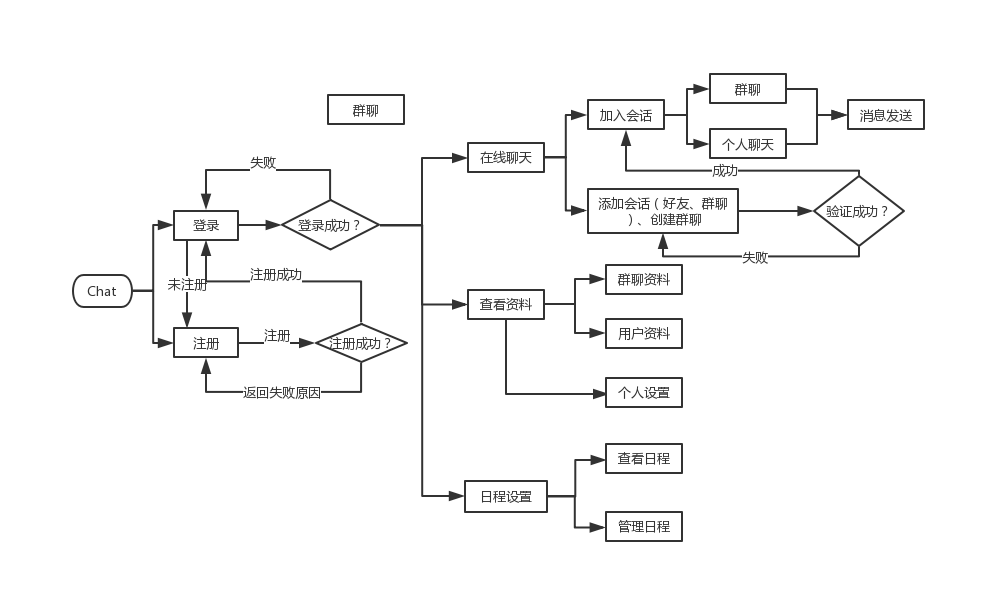 群聊
加入会话
消息发送
群聊
在线聊天
个人聊天
失败
成功
添加会话（好友、群聊
）、创建群聊
验证成功？
登录
登录成功？
失败
注册成功
群聊资料
未注册
Chat
查看资料
注册
注册
注册成功？
用户资料
返回失败原因
个人设置
查看日程
日程设置
管理日程